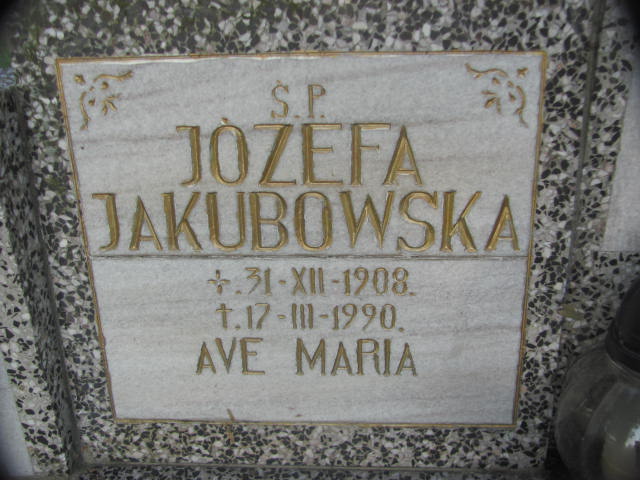 Ś.P.
JÓZEFA
JAKUBOWSKA
+. 31-XII-1908.
†. 17-III-1990.
AVE MARIA